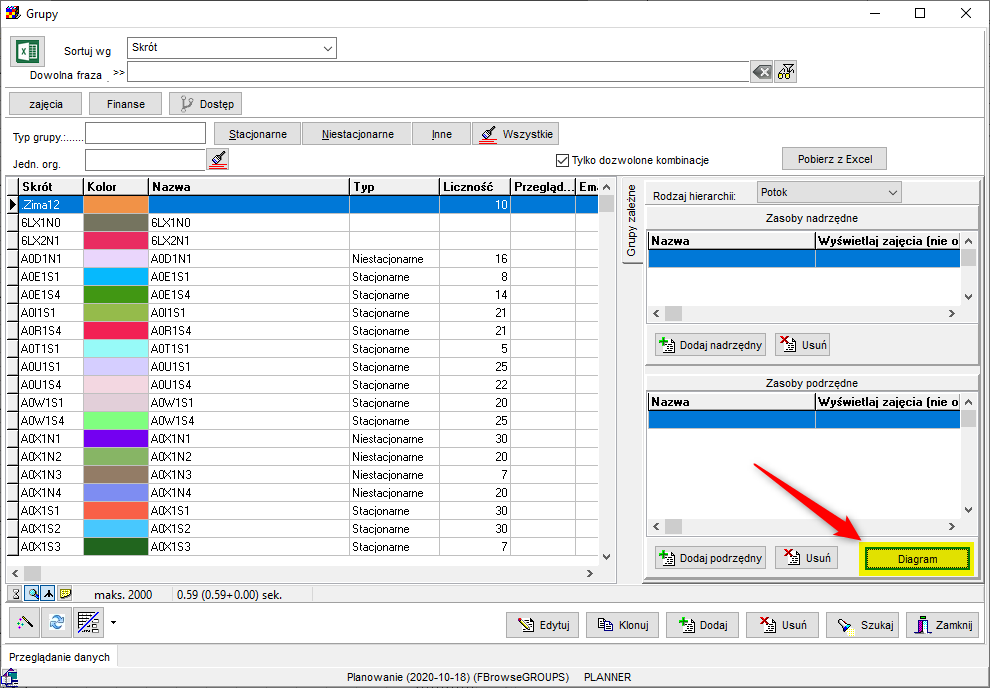 Grupy
Sortuj wg Skrót
Dowolna fraza >>
zajęcia Finanse Dostęp
Typ grupy.:...... Stacjonarne Niestacjonarne Inne Wszystkie
Jedn. org. Tylko dozwolone kombinacje Pobierz z Excel
Skrót Kolor Nazwa Typ Liczność Przegląd... Ema
.Zima12 10
6LX1N0 6LX1N0
6LX2N1 6LX2N1
A0D1N1 A0D1N1 Niestacjonarne 16
A0E1S1 A0E1S1 Stacjonarne 8
A0E1S4 A0E1S4 Stacjonarne 14
A0I1S1 A0I1S1 Stacjonarne 21
A0R1S4 A0R1S4 Stacjonarne 21
A0T1S1 A0T1S1 Stacjonarne 5
A0U1S1 A0U1S1 Stacjonarne 25
A0U1S4 A0U1S4 Stacjonarne 22
A0W1S1 A0W1S1 Stacjonarne 20
A0W1S4 A0W1S4 Stacjonarne 25
A0X1N1 A0X1N1 Niestacjonarne 30
A0X1N2 A0X1N2 Niestacjonarne 20
A0X1N3 A0X1N3 Niestacjonarne 7
A0X1N4 A0X1N4 Niestacjonarne 20
A0X1S1 A0X1S1 Stacjonarne 30
A0X1S2 A0X1S2 Stacjonarne 30
A0X1S3 A0X1S3 Stacjonarne 7
Grupy zależne
Rodzaj hierarchii: Potok
Zasoby nadrzędne
Nazwa Wyświetlaj zajęcia (nie o
Dodaj nadrzędny Usuń
Zasoby podrzędne
Nazwa Wyświetlaj zajęcia (nie o
Dodaj podrzędny Usuń Diagram
maks. 2000 0.59 (0.59+0.00) sek.
Edytuj Klonuj Dodaj Usuń Szukaj Zamknij
Przeglądanie danych
Planowanie (2020-10-18) (FBrowseGROUPS) PLANNER